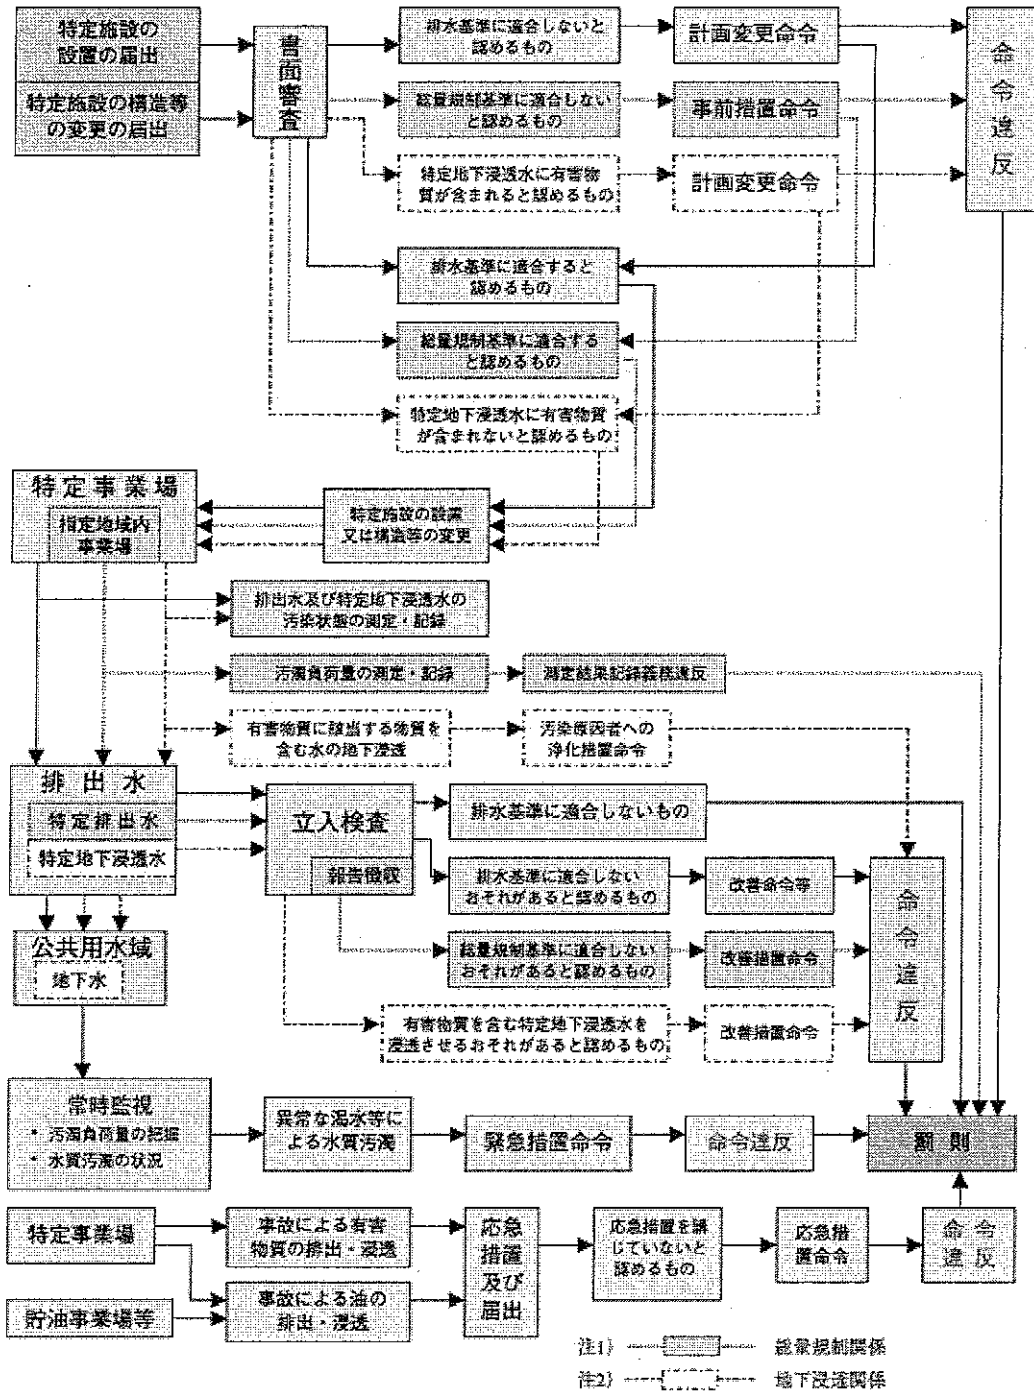 特定施設の
設置の届出
特定施設の構造等
の変更の届出
書面審査
排水基準に適合しないと
認めるもの
計画変更命令
総量規制基準に適合しない
と認めるもの
事前措置命令
特定地下浸透水に有害物
質が含まれると認めるもの
計画変更命令
命令違反
排水基準に適合すると
認めるもの
総量規制基準に適合する
と認めるもの
特定地下浸透水に有害物質
が含まれないと認めるもの
特定事業場
指定地域内
事業場
特定施設の設置
又は構造等の変更
排出水及び特定地下浸透水の
汚染状態の測定・記録
汚濁負荷量の測定・記録
測定結果記録義務違反
有害物質に該当する物質を
含む水の地下浸透
汚染原因者への
浄化措置命令
排出水
特定排出水
特定地下浸透水
立入検査
報告徴収
排水基準に適合しないもの
排水基準に適合しない
おそれがあると認めるもの
改善命令等
総量規制基準に適合しない
おそれがあると認めるもの
改善措置命令
有害物質を含む特定地下浸透水を
浸透させるおそれがあると認めるもの
改善措置命令
命令違反
公共用水域
地下水
常時監視
・ 汚濁負荷量の把握
・ 水質汚濁の状況
異常な渇水等に
よる水質汚濁
緊急措置命令
命令違反
罰則
特定事業場
事故による有害
物質の排出・浸透
貯油事業場等
事故による油の
排出・浸透
応急
措置
及び
届出
応急措置を講
じていないと
認めるもの
応急措
置命令
命令
違反
注1) 総量規制関係
注2) 地下浸透関係